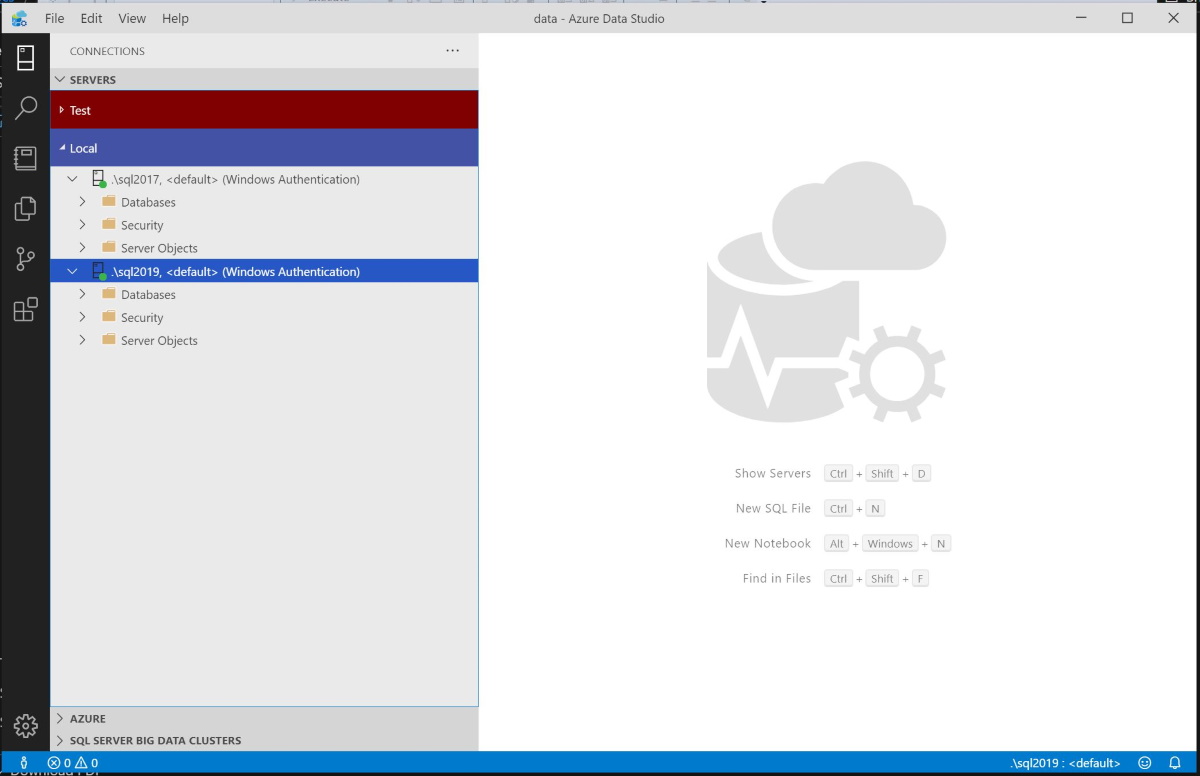 File Edit View Help data - Azure Data Studio
CONNECTIONS ...
SERVERS
Test
Local
.\sql2017, <default> (Windows Authentication)
Databases
Security
Server Objects
.\sql2019, <default> (Windows Authentication)
Databases
Security
Server Objects
Show Servers Ctrl + Shift + D
New SQL File Ctrl + N
New Notebook Alt + Windows + N
Find in Files Ctrl + Shift + F
AZURE
SQL SERVER BIG DATA CLUSTERS
0 0 .\sql2019 : <default>